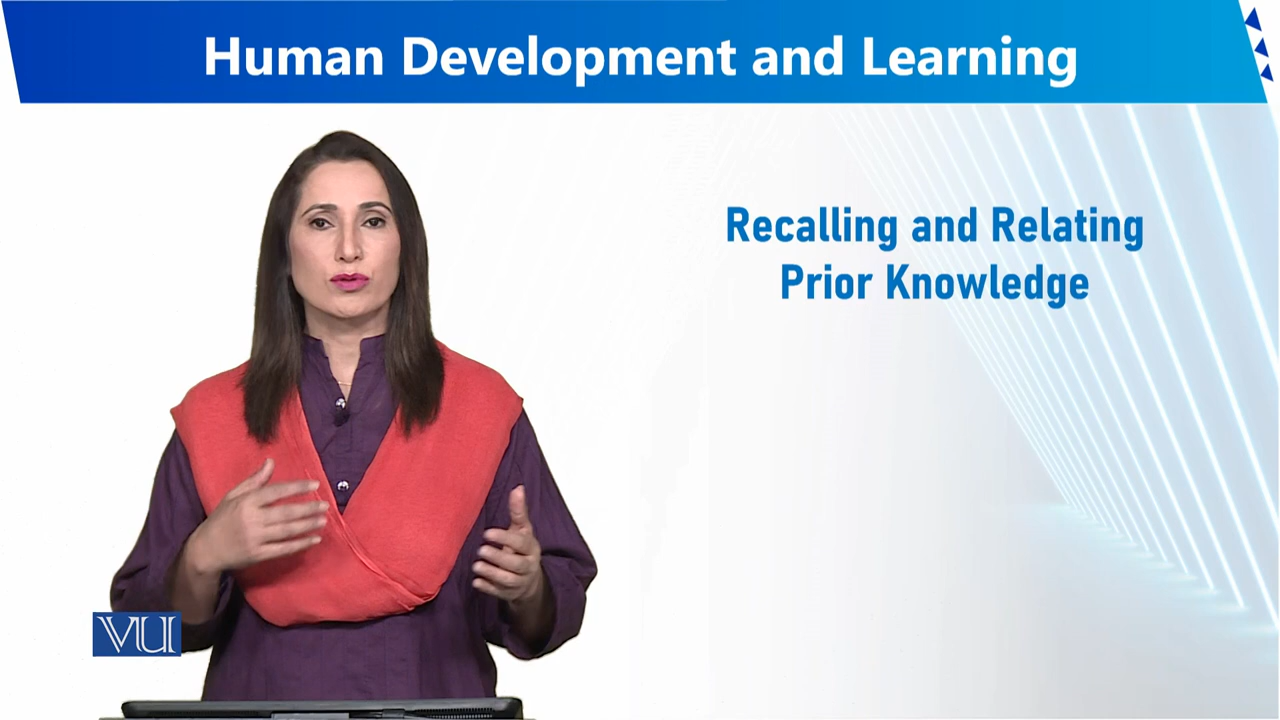 Human Development and Learning
Recalling and Relating
Prior Knowledge
VU